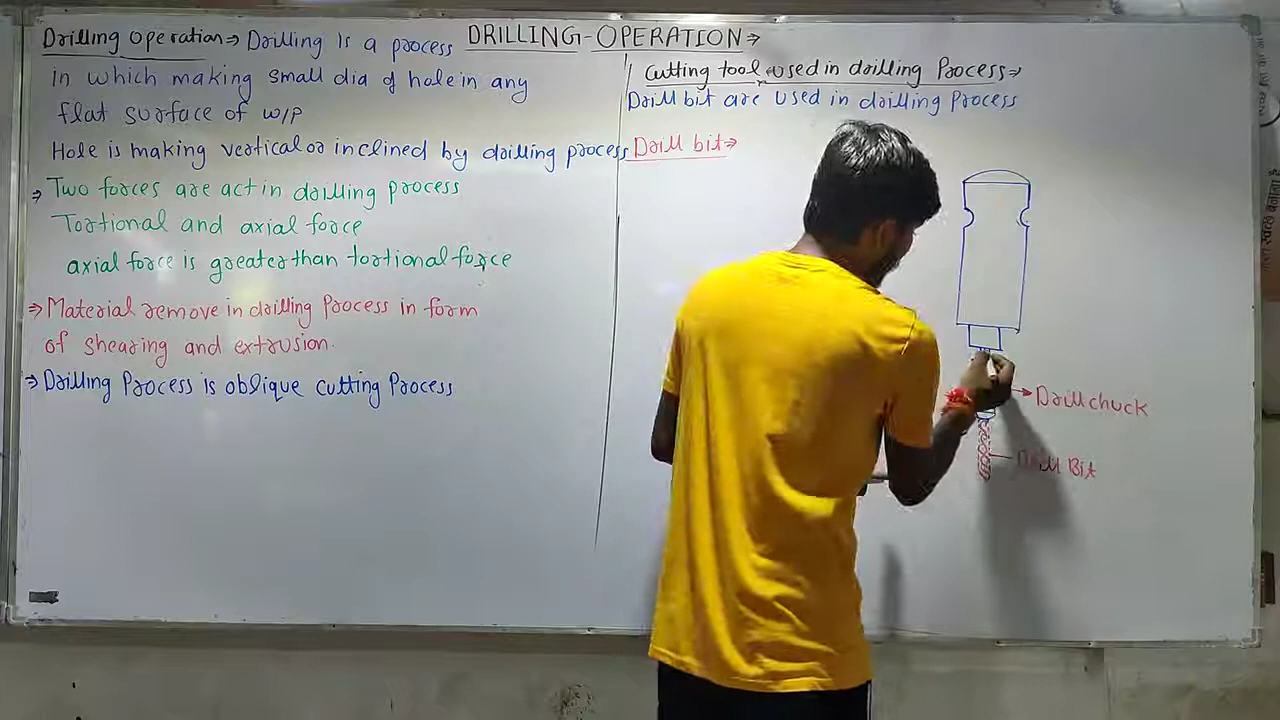 DRILLING-OPERATION⇒
Drilling operation⇒ Drilling Is a process
in which making small dia of hole in any
flat surface of w/p
Hole is making vertical or inclined by drilling process
⇒ Two forces are act in drilling process
Tortional and axial force
axial force is greater than tortional force
⇒ Material remove in drilling Process in form
of shearing and extrusion.
⇒ Drilling Process is oblique cutting Process
Cutting tool used in drilling Process⇒
Drill bit are used in drilling Process
Drill bit⇒
Drill chuck
Drill Bit